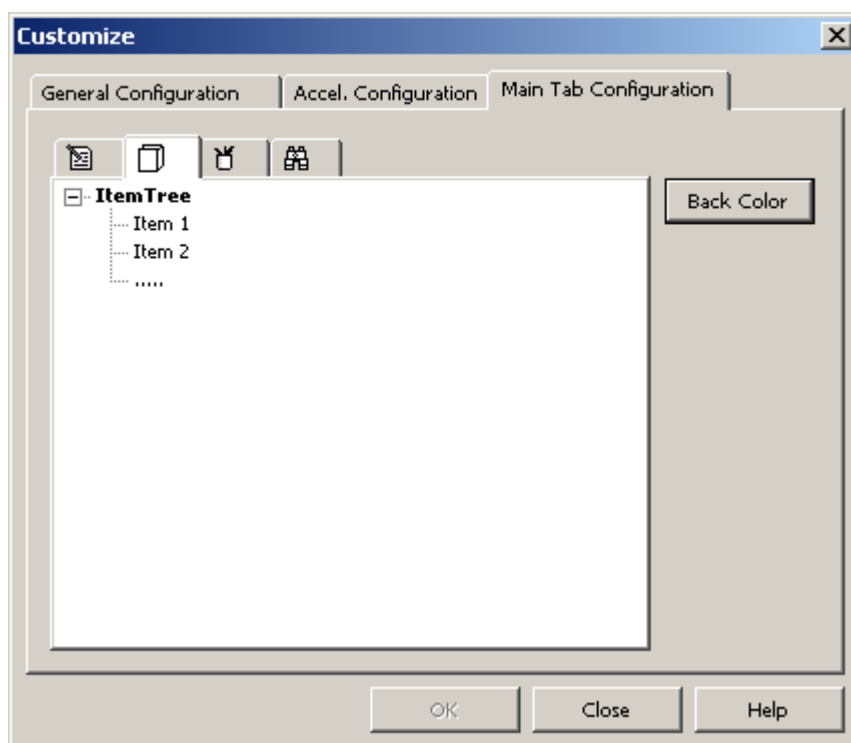 Customize
General Configuration
Accel. Configuration
Main Tab Configuration
ItemTree
Item 1
Item 2
.....
Back Color
OK
Close
Help